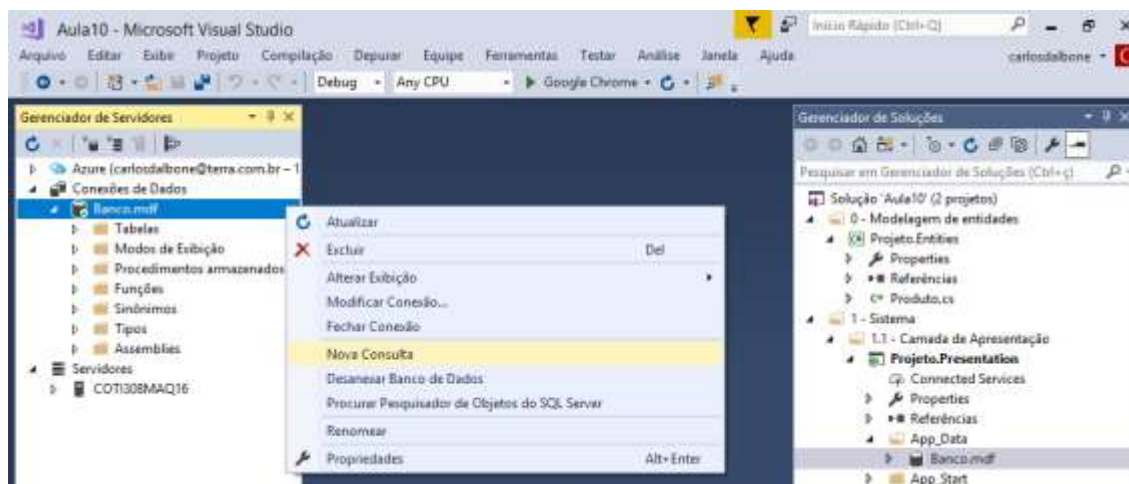 Aula10 - Microsoft Visual Studio
Início Rápido (Ctrl+Q)
Arquivo Editar Exibir Projeto Compilação Depurar Equipe Ferramentas Testar Análise Janela Ajuda
carlosdalbone
Debug Any CPU Google Chrome
Gerenciador de Servidores
Azure (carlosdalbone@terra.com.br – 1
Conexões de Dados
Banco.mdf
Tabelas
Modos de Exibição
Procedimentos armazenados
Funções
Sinônimos
Tipos
Assemblies
Servidores
COTI308MAQ16
Atualizar
Excluir Del
Alterar Exibição
Modificar Conexão...
Fechar Conexão
Nova Consulta
Desanexar Banco de Dados
Procurar Pesquisador de Objetos do SQL Server
Renomear
Propriedades Alt+Enter
Gerenciador de Soluções
Pesquisar em Gerenciador de Soluções (Ctrl+ç)
Solução 'Aula10' (2 projetos)
0 - Modelagem de entidades
Projeto.Entities
Properties
Referências
C# Produto.cs
1 - Sistema
1.1 - Camada de Apresentação
Projeto.Presentation
Connected Services
Properties
Referências
App_Data
Banco.mdf
App_Start